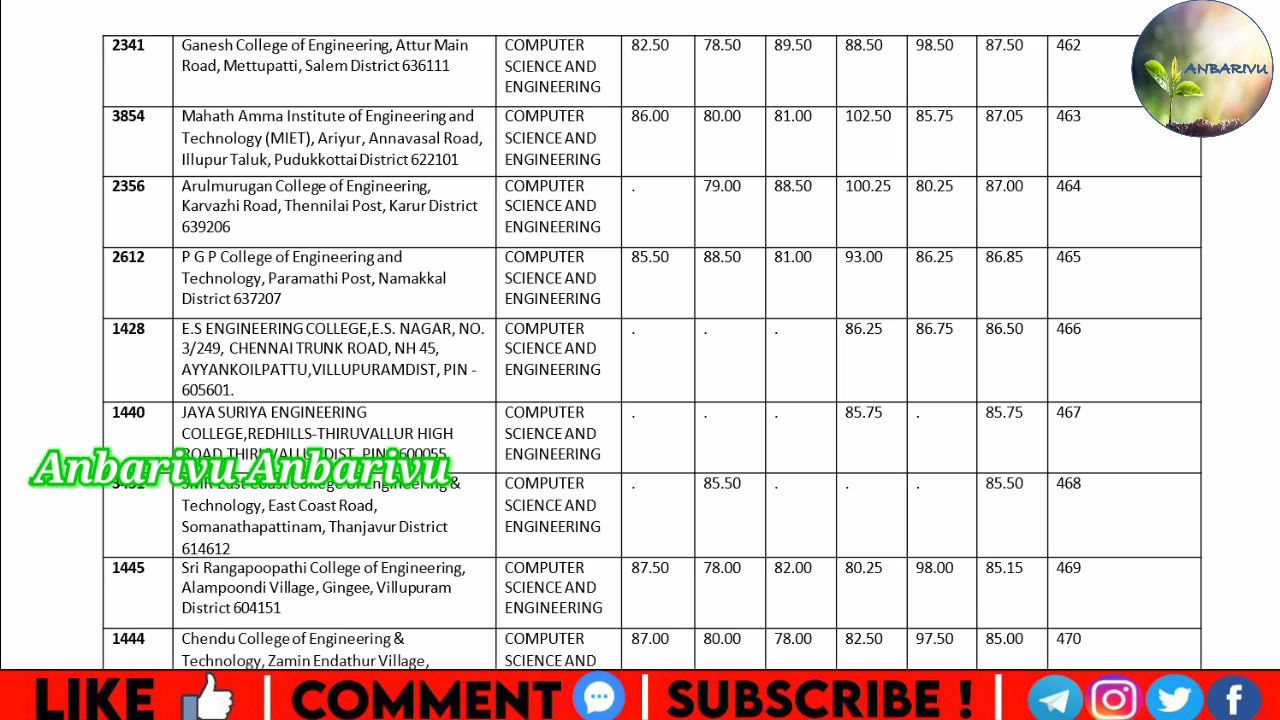 2341 Ganesh College of Engineering, Attur Main COMPUTER 82.50 78.50 89.50 88.50 98.50 87.50 462
Road, Mettupatti, Salem District 636111 SCIENCE AND
ENGINEERING
ANBARIVU
3854 Mahath Amma Institute of Engineering and COMPUTER 86.00 80.00 81.00 102.50 85.75 87.05 463
Technology (MIET), Ariyur, Annavasal Road, SCIENCE AND
Illupur Taluk, Pudukkottai District 622101 ENGINEERING
2356 Arulmurugan College of Engineering, COMPUTER . 79.00 88.50 100.25 80.25 87.00 464
Karvazhi Road, Thennilai Post, Karur District SCIENCE AND
639206 ENGINEERING
2612 P G P College of Engineering and COMPUTER 85.50 88.50 81.00 93.00 86.25 86.85 465
Technology, Paramathi Post, Namakkal SCIENCE AND
District 637207 ENGINEERING
1428 E.S ENGINEERING COLLEGE,E.S. NAGAR, NO. COMPUTER . . . 86.25 86.75 86.50 466
3/249, CHENNAI TRUNK ROAD, NH 45, SCIENCE AND
AYYANKOILPATTU,VILLUPURAMDIST, PIN - ENGINEERING
605601.
1440 JAYA SURIYA ENGINEERING COMPUTER . . . 85.75 . 85.75 467
COLLEGE,REDHILLS-THIRUVALLUR HIGH SCIENCE AND
ENGINEERING
Anbarivu Anbarivu
East Coast College of Engineering & COMPUTER . 85.50 . . . 85.50 468
Technology, East Coast Road, SCIENCE AND
Somanathapattinam, Thanjavur District ENGINEERING
614612
1445 Sri Rangapoopathi College of Engineering, COMPUTER 87.50 78.00 82.00 80.25 98.00 85.15 469
Alampoondi Village, Gingee, Villupuram SCIENCE AND
District 604151 ENGINEERING
1444 Chendu College of Engineering & COMPUTER 87.00 80.00 78.00 82.50 97.50 85.00 470
Technology, Zamin Endathur Village, SCIENCE AND
LIKE | COMMENT | SUBSCRIBE ! |